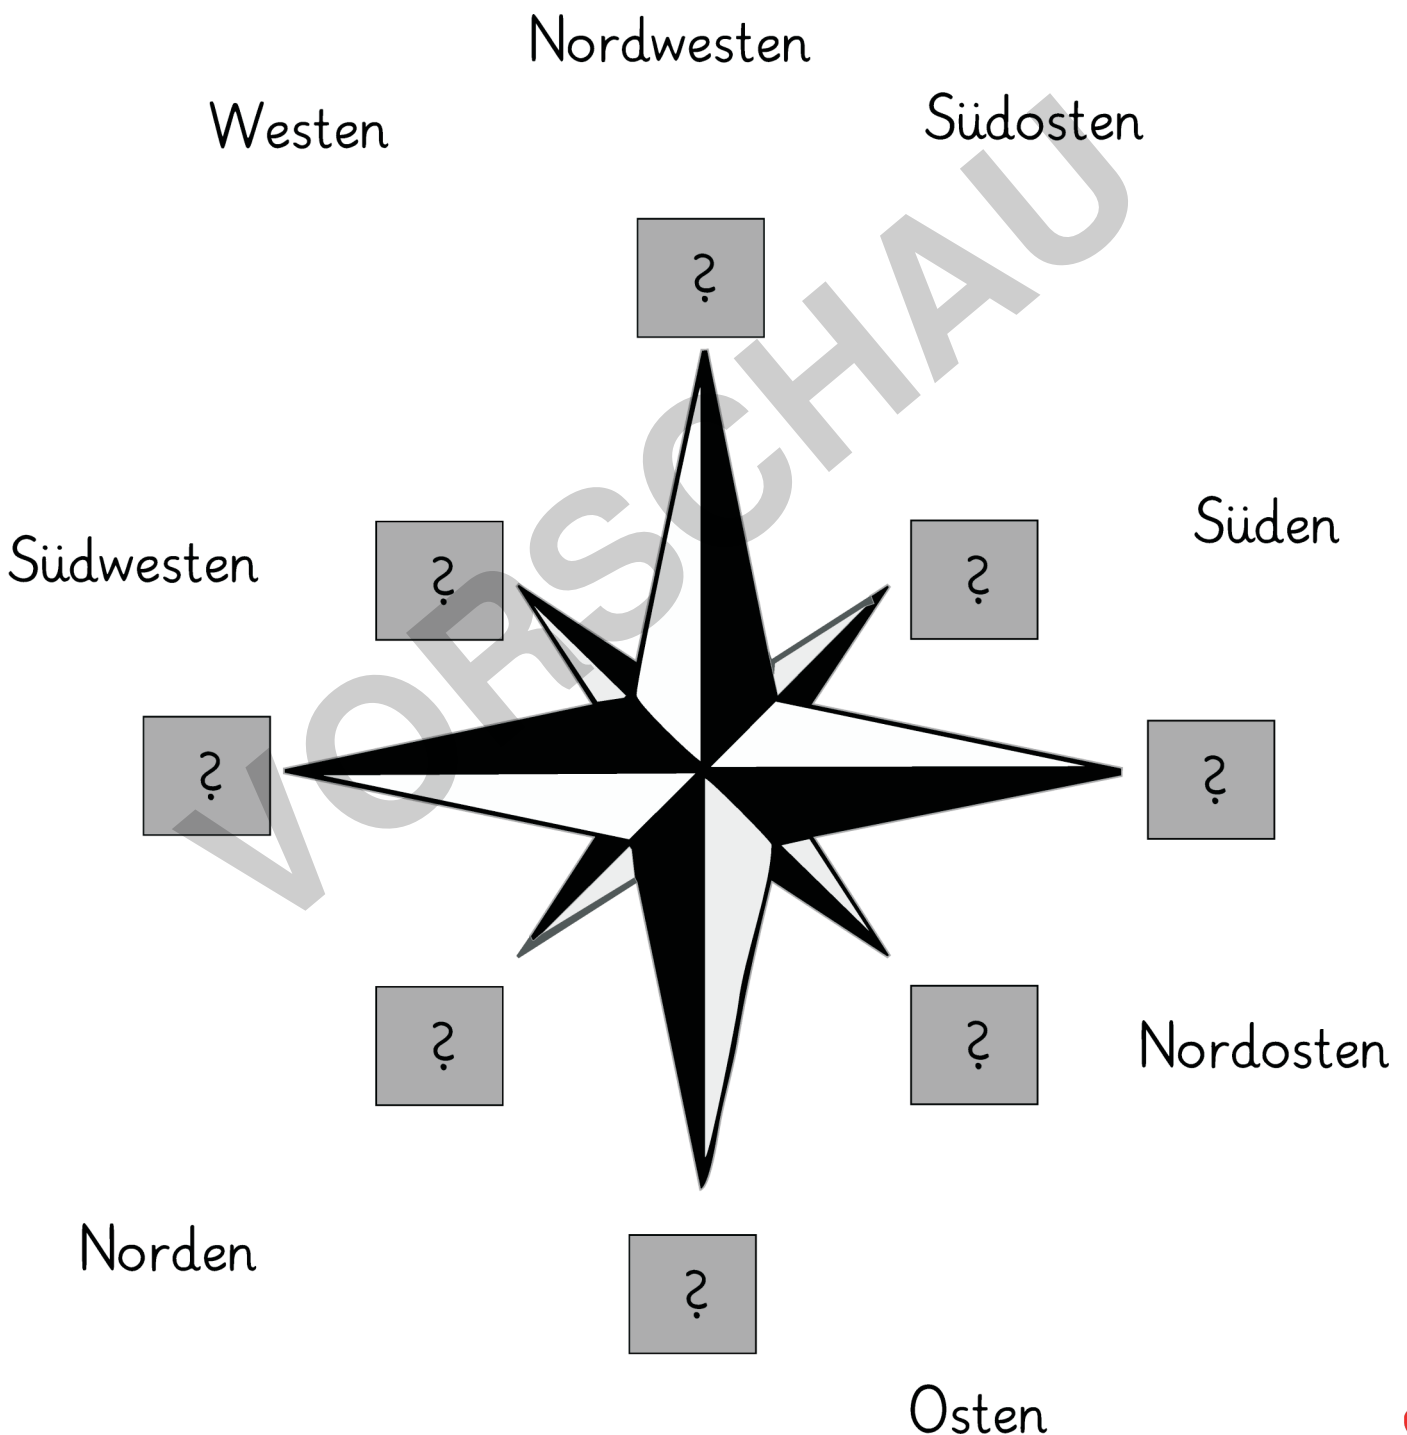 Nordwesten
Westen
Südosten
?
Südwesten
?
?
Süden
?
?
?
?
Nordosten
Norden
?
Osten
VORSCHAU